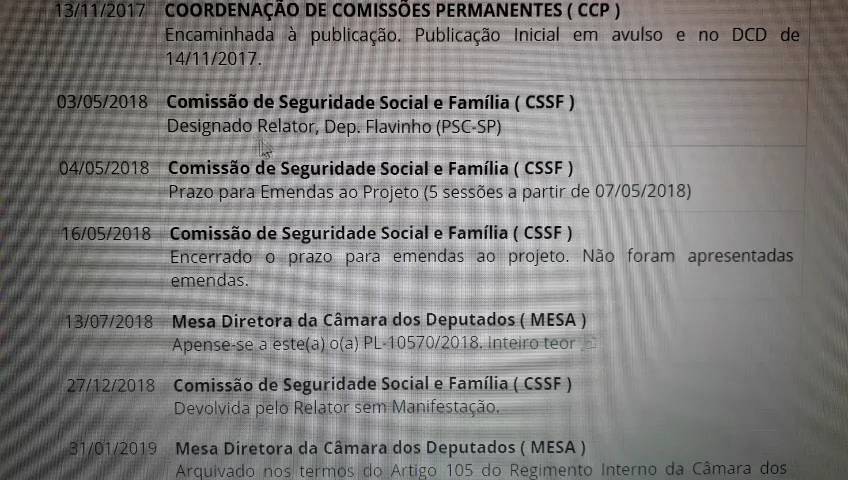 13/11/2017 COORDENAÇÃO DE COMISSÕES PERMANENTES ( CCP )
Encaminhada à publicação. Publicação Inicial em avulso e no DCD de
14/11/2017.
03/05/2018 Comissão de Seguridade Social e Família ( CSSF )
Designado Relator, Dep. Flavinho (PSC-SP)
04/05/2018 Comissão de Seguridade Social e Família ( CSSF )
Prazo para Emendas ao Projeto (5 sessões a partir de 07/05/2018)
16/05/2018 Comissão de Seguridade Social e Família ( CSSF )
Encerrado o prazo para emendas ao projeto. Não foram apresentadas
emendas.
13/07/2018 Mesa Diretora da Câmara dos Deputados ( MESA )
Apense-se a este(a) o(a) PL-10570/2018. Inteiro teor
27/12/2018 Comissão de Seguridade Social e Família ( CSSF )
Devolvida pelo Relator sem Manifestação.
31/01/2019 Mesa Diretora da Câmara dos Deputados ( MESA )
Arquivado nos termos do Artigo 105 do Regimento Interno da Câmara dos